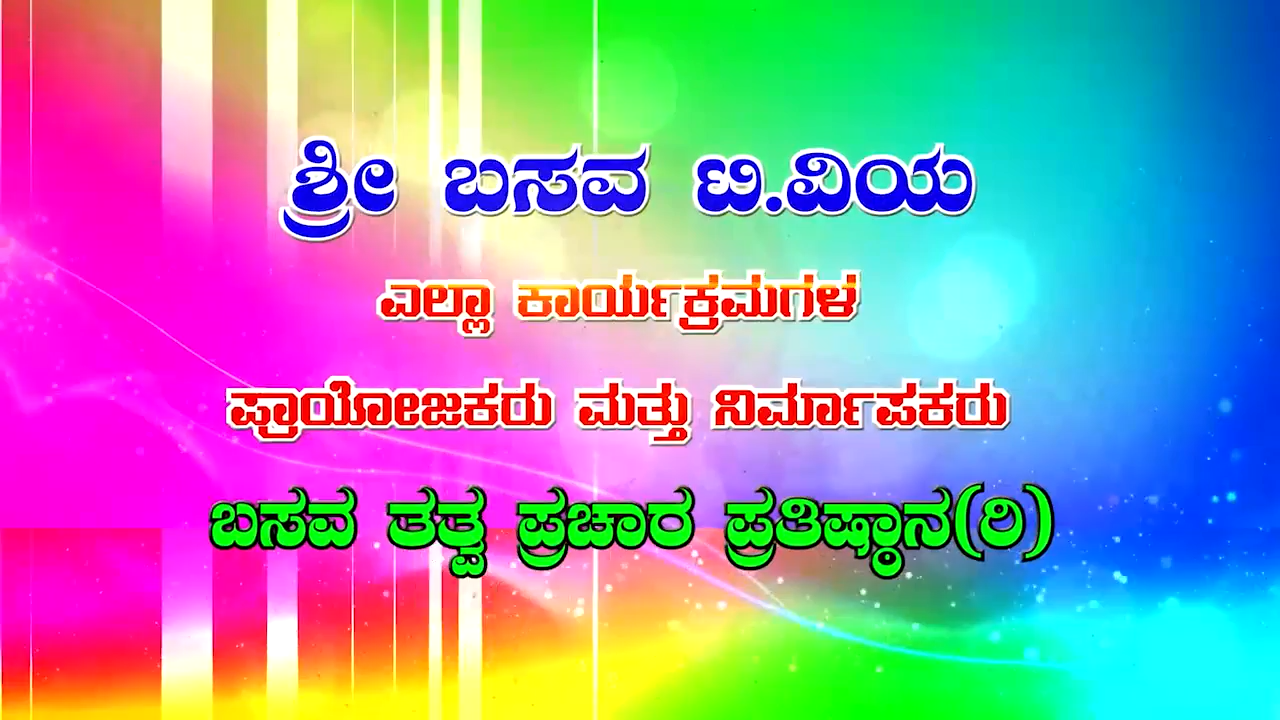 ಶ್ರೀ ಬಸವ ಟಿ.ವಿಯ
ಎಲ್ಲಾ ಕಾರ್ಯಕ್ರಮಗಳ
ಪ್ರಾಯೋಜಕರು ಮತ್ತು ನಿರ್ಮಾಪಕರು
ಬಸವ ತತ್ವ ಪ್ರಚಾರ ಪ್ರತಿಷ್ಠಾನ(ರಿ)